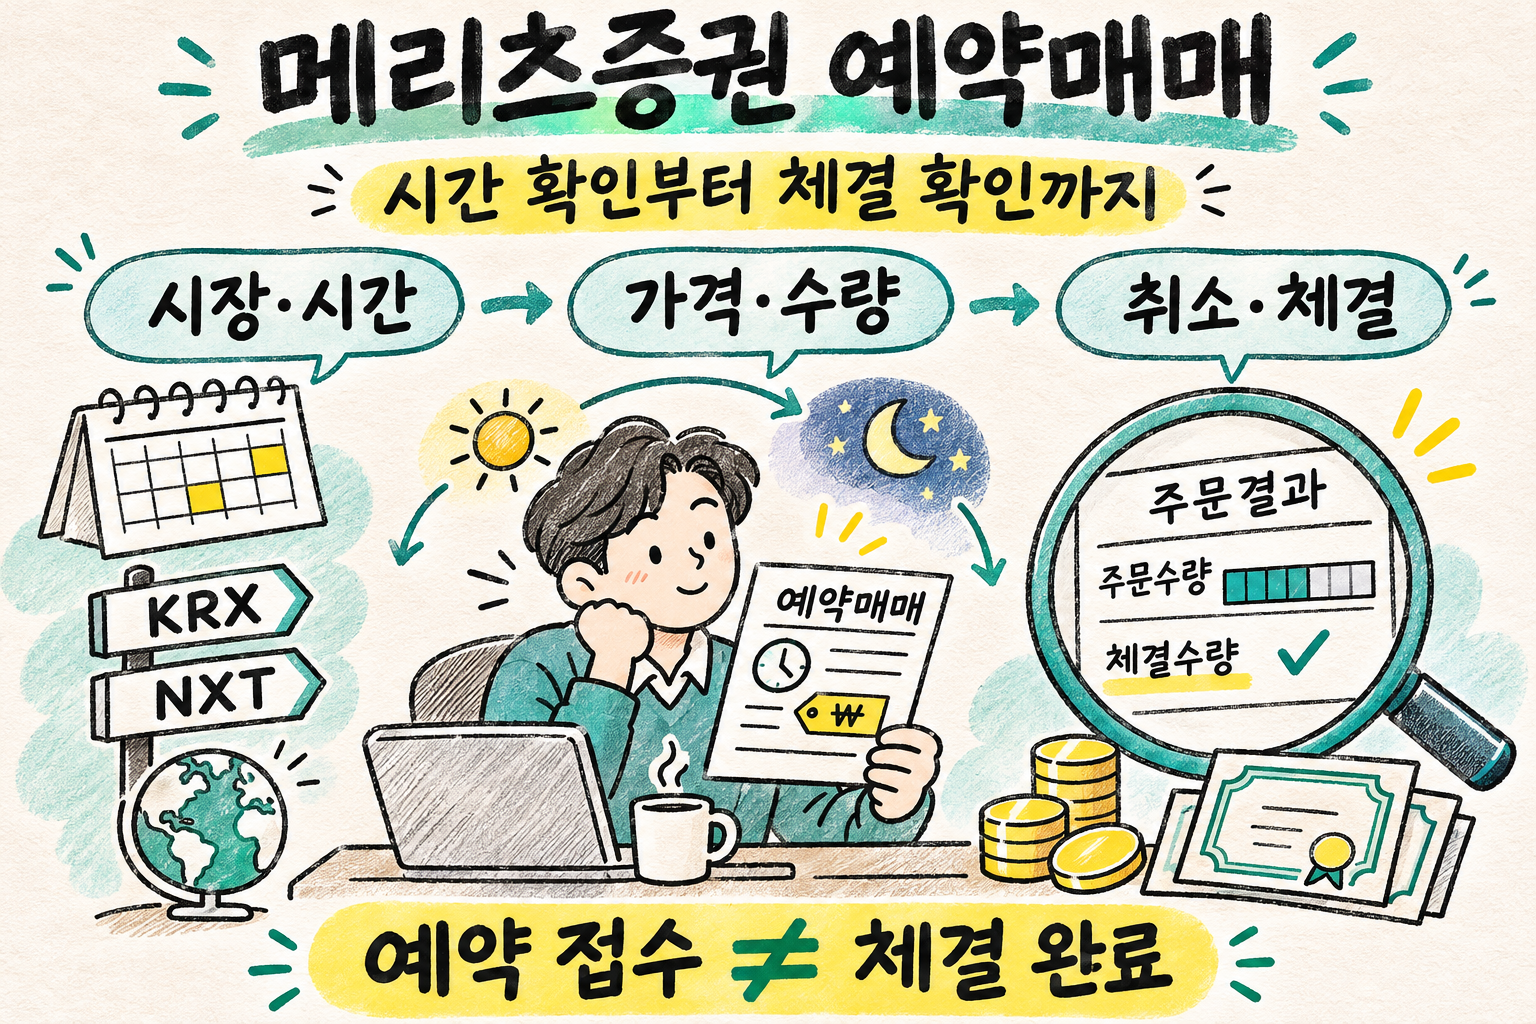 메리츠증권 예약매매
시간 확인부터 체결 확인까지
시장·시간
가격·수량
취소·체결
KRX
NXT
예약매매
₩
주문결과
주문수량
체결수량
예약 접수 ≠ 체결 완료